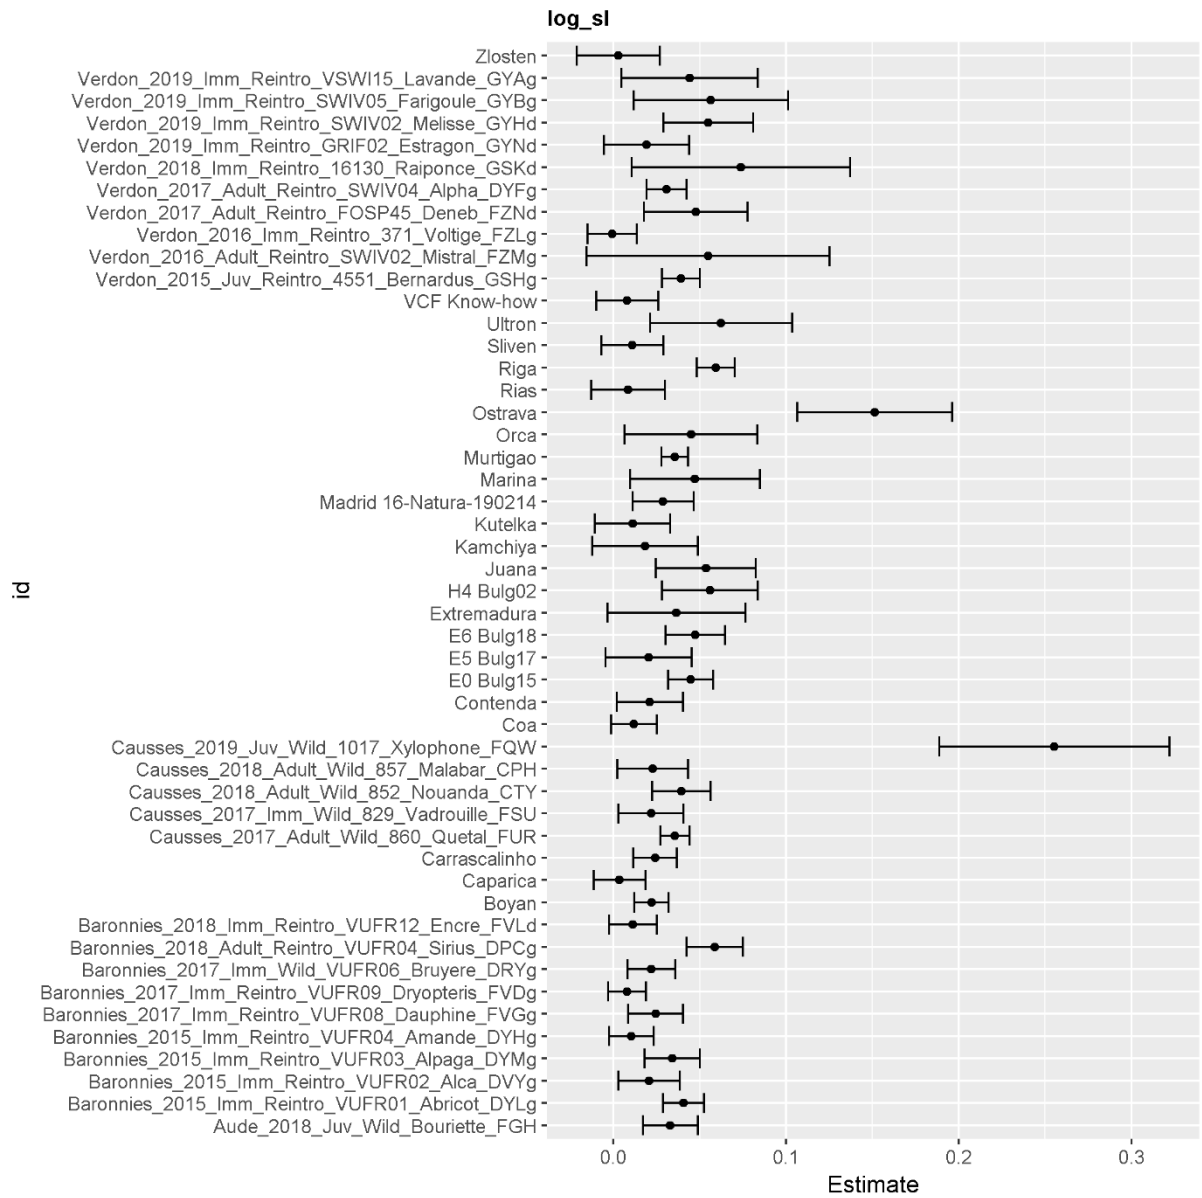 log_sl
Zlosten
Verdon_2019_Imm_Reintro_VSWI15_Lavande_GYAg
Verdon_2019_Imm_Reintro_SWIV05_Farigoule_GYBg
Verdon_2019_Imm_Reintro_SWIV02_Melisse_GYHd
Verdon_2019_Imm_Reintro_GRIF02_Estragon_GYNd
Verdon_2018_Imm_Reintro_16130_Raiponce_GSKd
Verdon_2017_Adult_Reintro_SWIV04_Alpha_DYFg
Verdon_2017_Adult_Reintro_FOSP45_Deneb_FZNd
Verdon_2016_Imm_Reintro_371_Voltige_FZLg
Verdon_2016_Adult_Reintro_SWIV02_Mistral_FZMg
Verdon_2015_Juv_Reintro_4551_Bernardus_GSHg
VCF Know-how
Ultron
Sliven
Riga
Rias
Ostrava
Orca
Murtigao
Marina
Madrid 16-Natura-190214
Kutelka
Kamchiya
Juana
H4 Bulg02
Extremadura
E6 Bulg18
E5 Bulg17
E0 Bulg15
Contenda
Coa
Causses_2019_Juv_Wild_1017_Xylophone_FQW
Causses_2018_Adult_Wild_857_Malabar_CPH
Causses_2018_Adult_Wild_852_Nouanda_CTY
Causses_2017_Imm_Wild_829_Vadrouille_FSU
Causses_2017_Adult_Wild_860_Quetal_FUR
Carrascalinho
Caparica
Boyan
Baronnies_2018_Imm_Reintro_VUFR12_Encre_FVLd
Baronnies_2018_Adult_Reintro_VUFR04_Sirius_DPCg
Baronnies_2017_Imm_Wild_VUFR06_Bruyere_DRYg
Baronnies_2017_Imm_Reintro_VUFR09_Dryopteris_FVDg
Baronnies_2017_Imm_Reintro_VUFR08_Dauphine_FVGg
Baronnies_2015_Imm_Reintro_VUFR04_Amande_DYHg
Baronnies_2015_Imm_Reintro_VUFR03_Alpaga_DYMg
Baronnies_2015_Imm_Reintro_VUFR02_Alca_DVYg
Baronnies_2015_Imm_Reintro_VUFR01_Abricot_DYLg
Aude_2018_Juv_Wild_Bouriette_FGH
id
0.0 0.1 0.2 0.3
Estimate